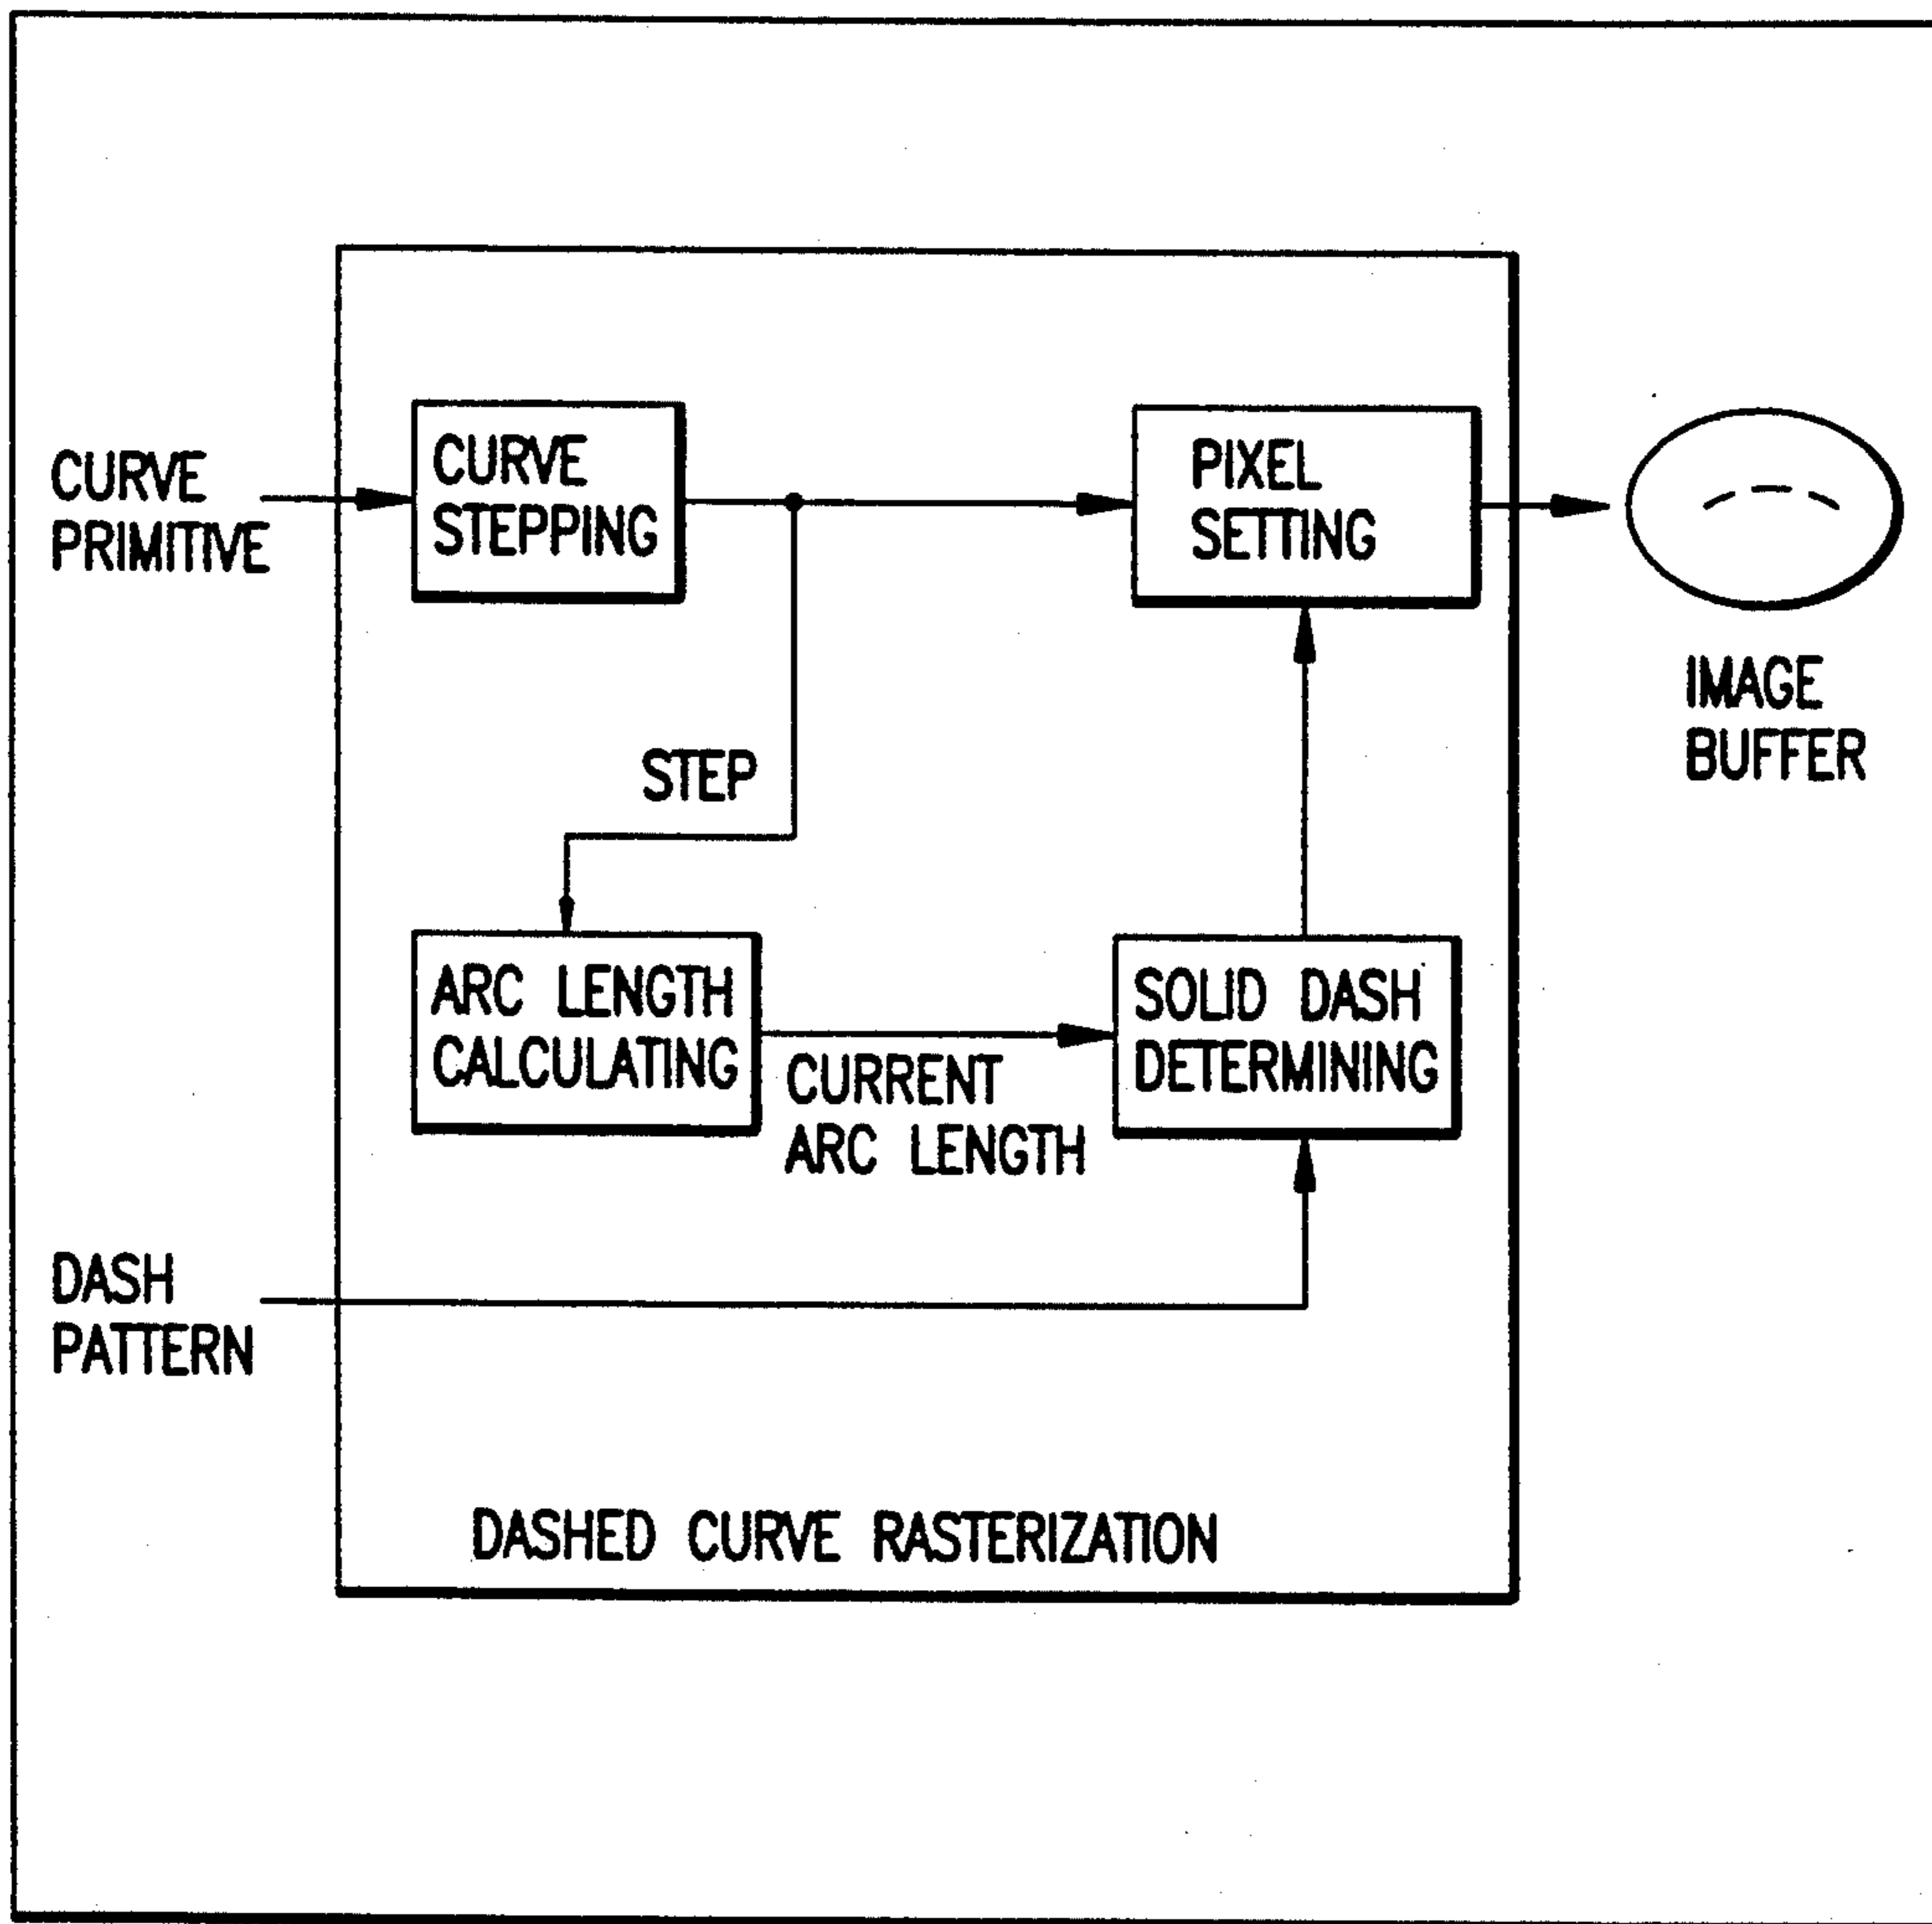 CURVE
PRIMITIVE
CURVE
STEPPING
PIXEL
SETTING
IMAGE
BUFFER
STEP
ARC LENGTH
CALCULATING
CURRENT
ARC LENGTH
SOLID DASH
DETERMINING
DASH
PATTERN
DASHED CURVE RASTERIZATION